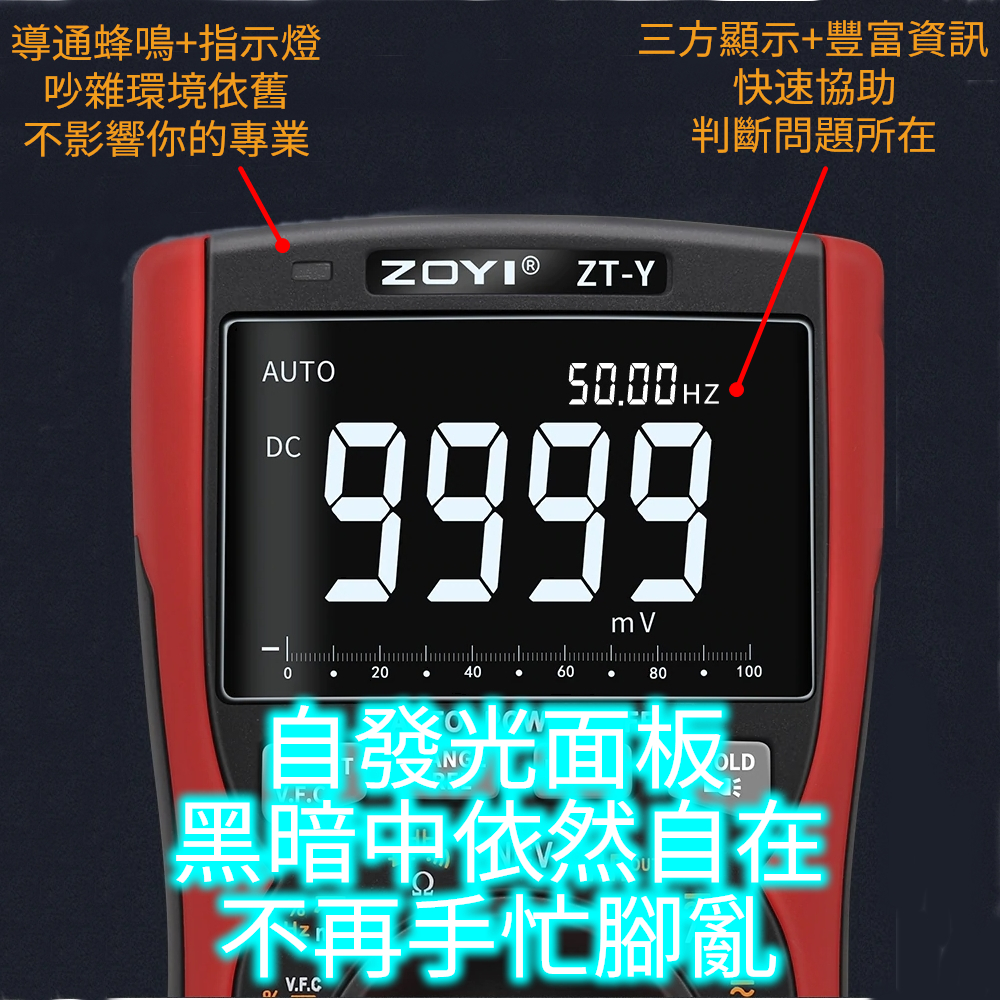 導通蜂鳴+指示燈
吵雜環境依舊
不影響你的專業
三方顯示+豐富資訊
快速協助
判斷問題所在
ZOYI® ZT-Y
AUTO
50.00HZ
DC
9999
mV
0 20 40 60 80 100
自發光面板
黑暗中依然自在
不再手忙腳亂
V.F.C
Ω
V.F.C
%